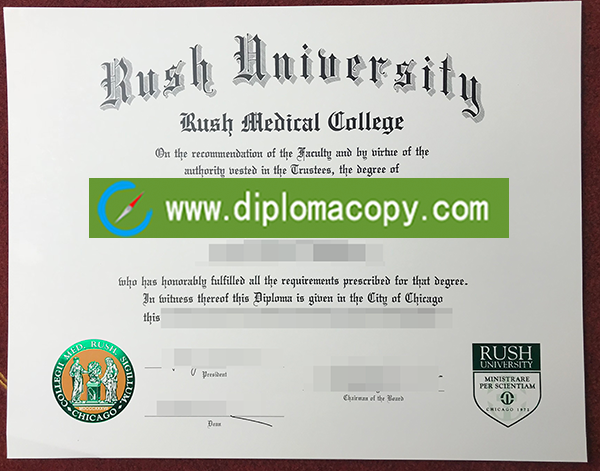 Rush University
Rush Medical College
On the recommendation of the Faculty and by virtue of the
authority vested in the Trustees, the degree of
www.diplomacopy.com
who has honorably fulfilled all the requirements prescribed for that degree.
In witness thereof this Diploma is given in the City of Chicago
this
President
Chairman of the Board
Dean
COLLEGII MED. RUSH SIGILLUM
CHICAGO
RUSH
UNIVERSITY
MINISTRARE
PER SCIENTIAM
CHICAGO 1971